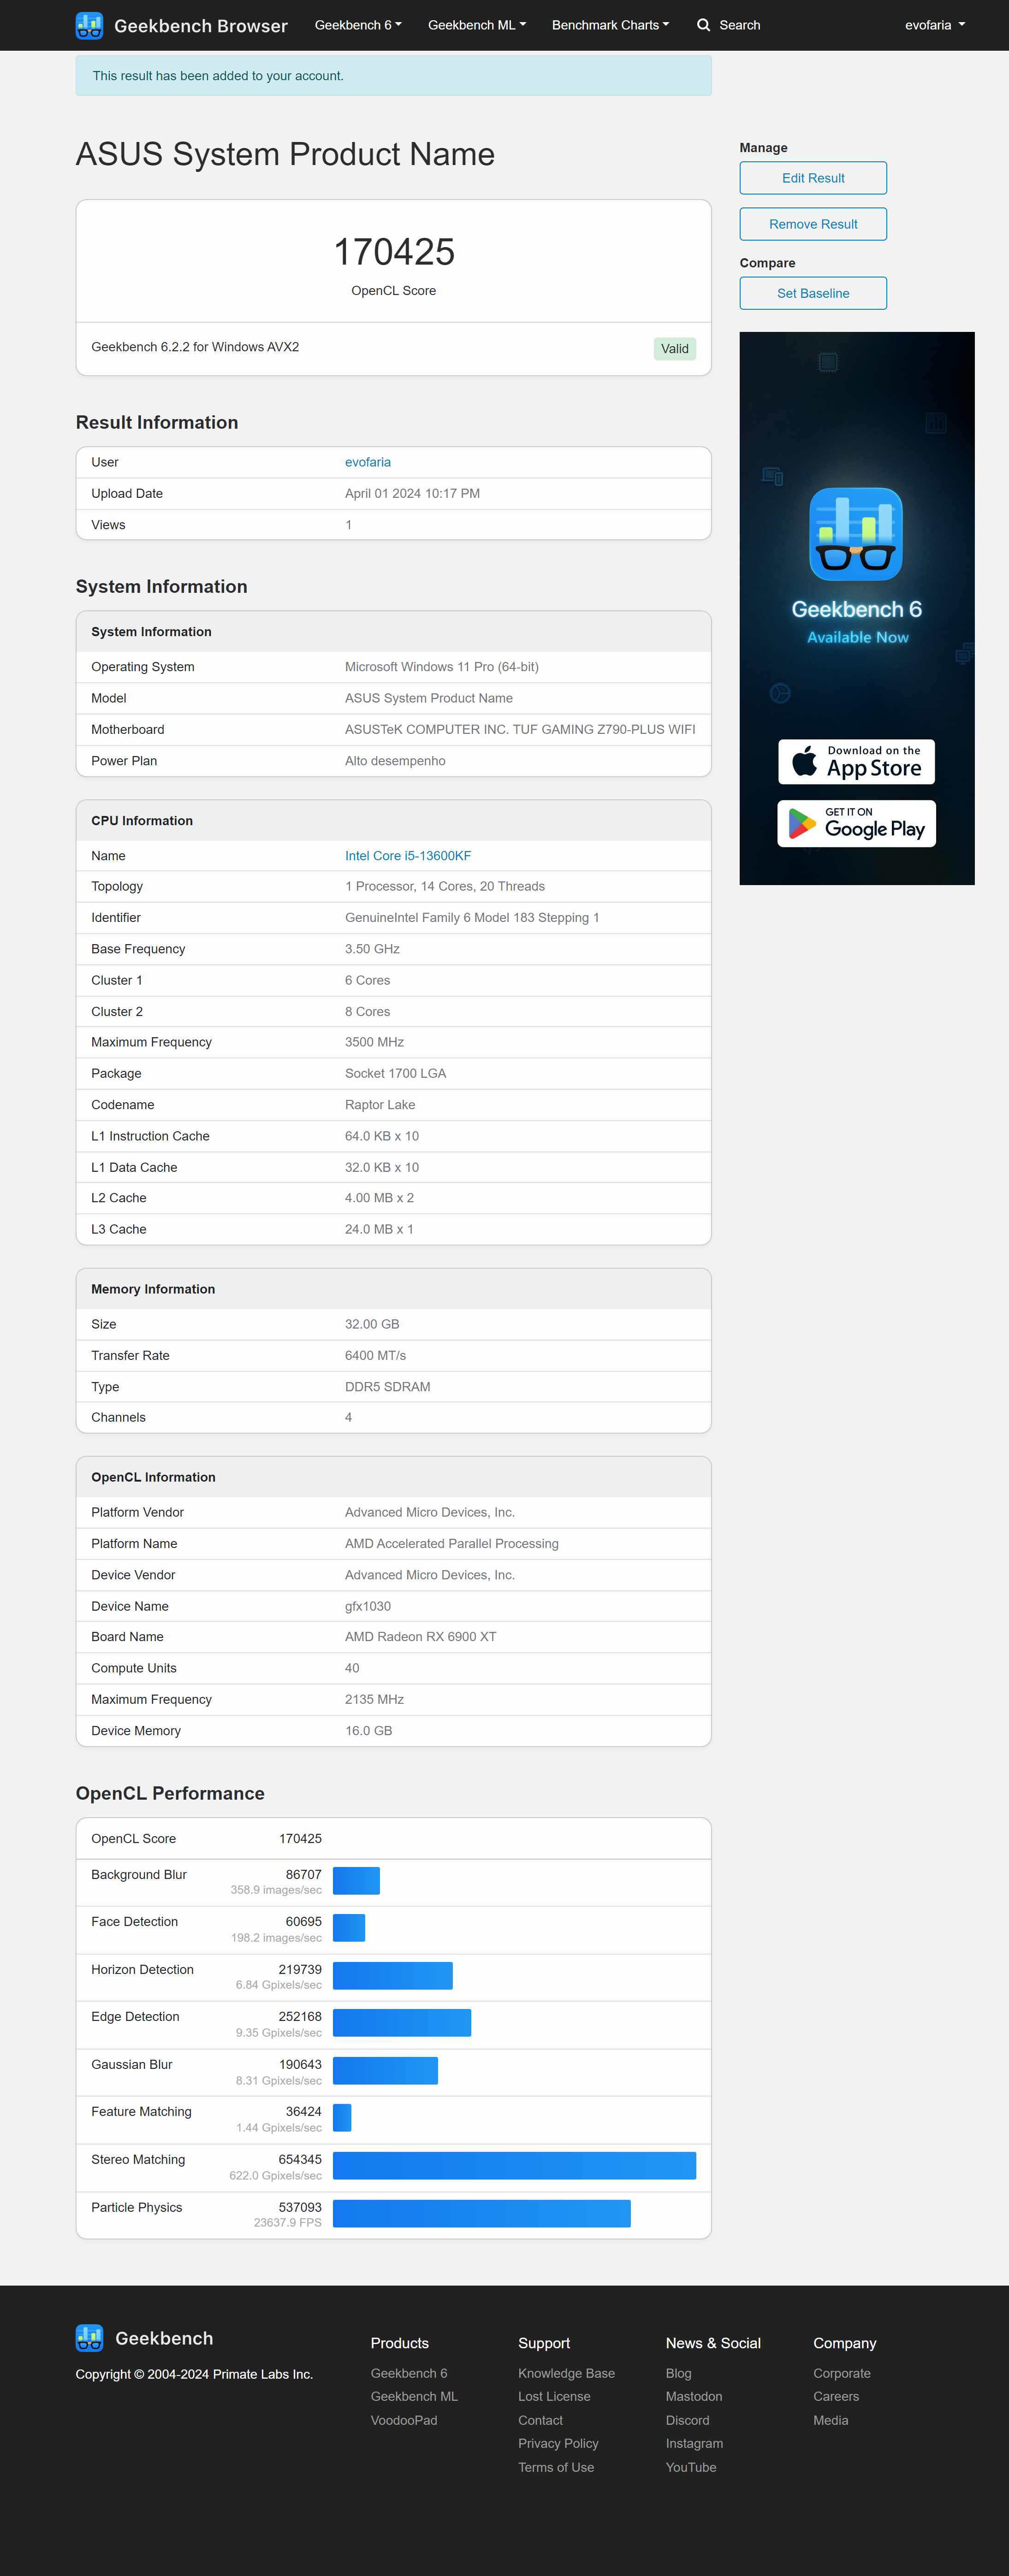 Geekbench Browser Geekbench 6 Geekbench ML Benchmark Charts Search evofaria
This result has been added to your account.
ASUS System Product Name
170425
OpenCL Score
Geekbench 6.2.2 for Windows AVX2 Valid
Manage
Edit Result
Remove Result
Compare
Set Baseline
Geekbench 6
Available Now
Download on the
App Store
GET IT ON
Google Play
Result Information
User evofaria
Upload Date April 01 2024 10:17 PM
Views 1
System Information
System Information
Operating System Microsoft Windows 11 Pro (64-bit)
Model ASUS System Product Name
Motherboard ASUSTeK COMPUTER INC. TUF GAMING Z790-PLUS WIFI
Power Plan Alto desempenho
CPU Information
Name Intel Core i5-13600KF
Topology 1 Processor, 14 Cores, 20 Threads
Identifier GenuineIntel Family 6 Model 183 Stepping 1
Base Frequency 3.50 GHz
Cluster 1 6 Cores
Cluster 2 8 Cores
Maximum Frequency 3500 MHz
Package Socket 1700 LGA
Codename Raptor Lake
L1 Instruction Cache 64.0 KB x 10
L1 Data Cache 32.0 KB x 10
L2 Cache 4.00 MB x 2
L3 Cache 24.0 MB x 1
Memory Information
Size 32.00 GB
Transfer Rate 6400 MT/s
Type DDR5 SDRAM
Channels 4
OpenCL Information
Platform Vendor Advanced Micro Devices, Inc.
Platform Name AMD Accelerated Parallel Processing
Device Vendor Advanced Micro Devices, Inc.
Device Name gfx1030
Board Name AMD Radeon RX 6900 XT
Compute Units 40
Maximum Frequency 2135 MHz
Device Memory 16.0 GB
OpenCL Performance
OpenCL Score 170425
Background Blur 86707
358.9 images/sec
Face Detection 60695
198.2 images/sec
Horizon Detection 219739
6.84 Gpixels/sec
Edge Detection 252168
9.35 Gpixels/sec
Gaussian Blur 190643
8.31 Gpixels/sec
Feature Matching 36424
1.44 Gpixels/sec
Stereo Matching 654345
622.0 Gpixels/sec
Particle Physics 537093
23637.9 FPS
Geekbench
Copyright © 2004-2024 Primate Labs Inc.
Products
Geekbench 6
Geekbench ML
VoodooPad
Support
Knowledge Base
Lost License
Contact
Privacy Policy
Terms of Use
News & Social
Blog
Mastodon
Discord
Instagram
YouTube
Company
Corporate
Careers
Media